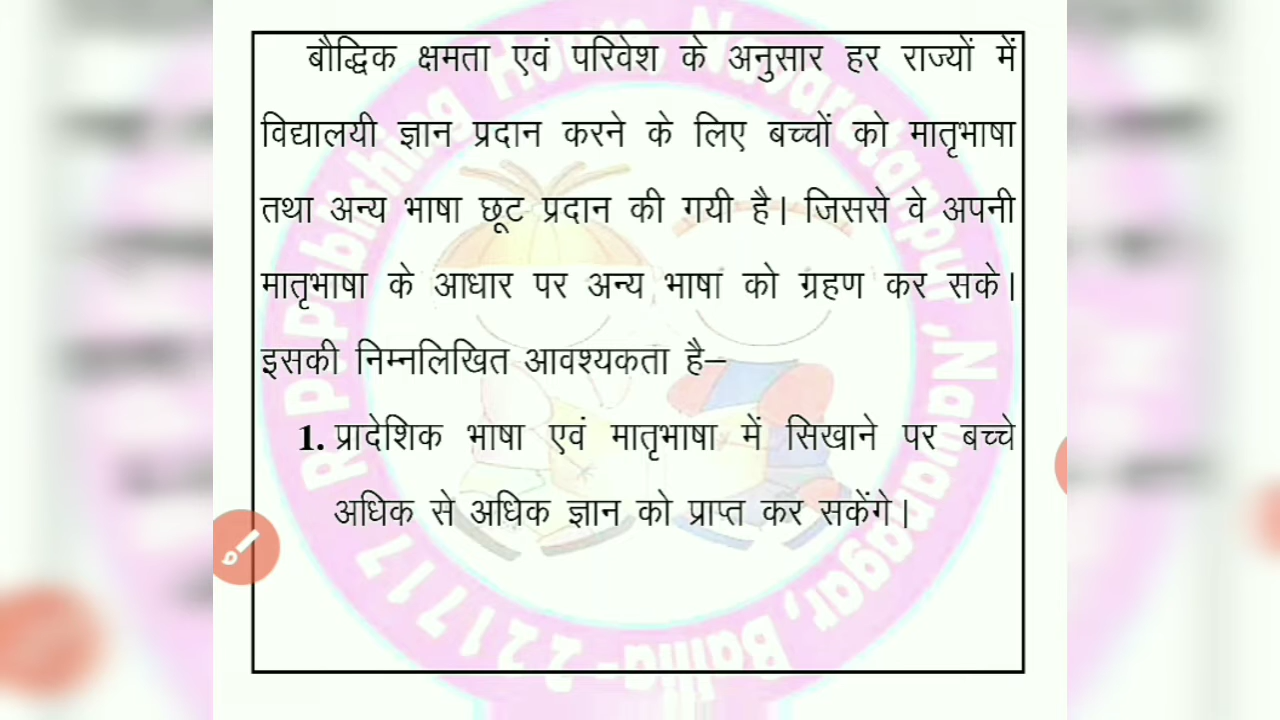 बौद्धिक क्षमता एवं परिवेश के अनुसार हर राज्यों में
विद्यालयी ज्ञान प्रदान करने के लिए बच्चों को मातृभाषा
तथा अन्य भाषा छूट प्रदान की गयी है। जिससे वे अपनी
मातृभाषा के आधार पर अन्य भाषा को ग्रहण कर सके।
इसकी निम्नलिखित आवश्यकता है–
1. प्रादेशिक भाषा एवं मातृभाषा में सिखाने पर बच्चे
अधिक से अधिक ज्ञान को प्राप्त कर सकेंगे।